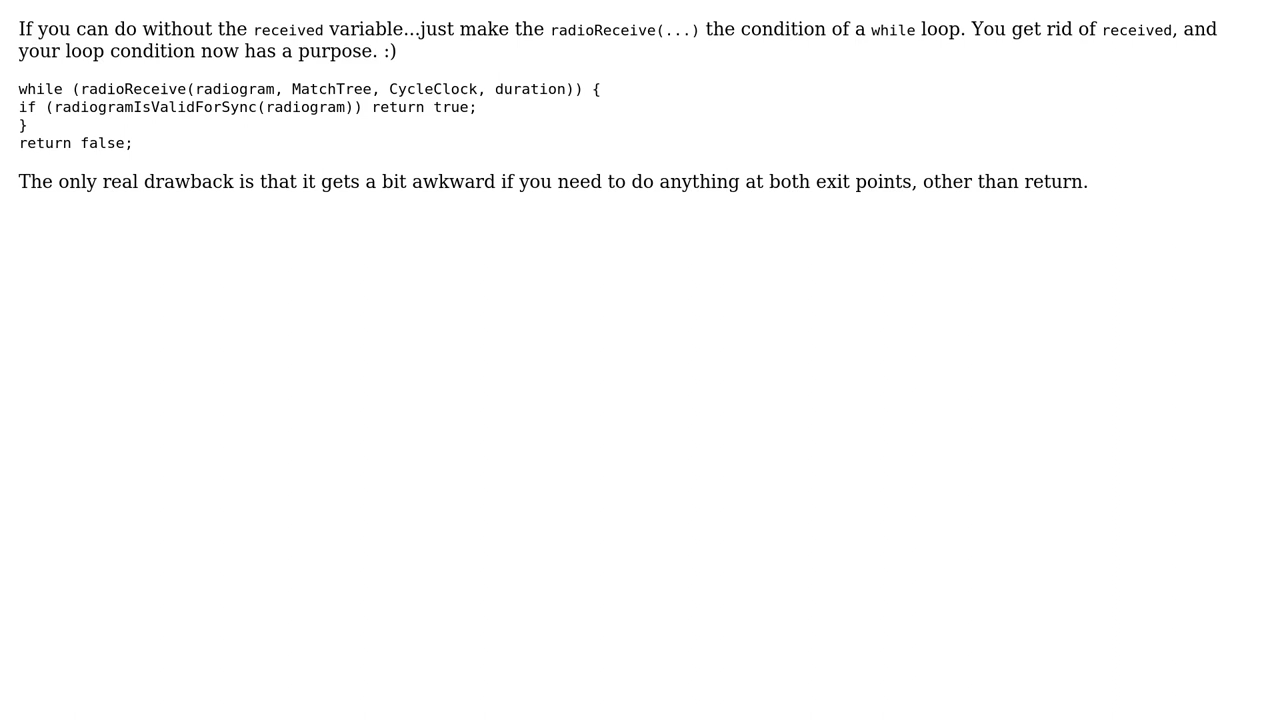 If you can do without the received variable...just make the radioReceive(...) the condition of a while loop. You get rid of received, and
your loop condition now has a purpose. :)
while (radioReceive(radiogram, MatchTree, CycleClock, duration)) {
if (radiogramIsValidForSync(radiogram)) return true;
}
return false;
The only real drawback is that it gets a bit awkward if you need to do anything at both exit points, other than return.